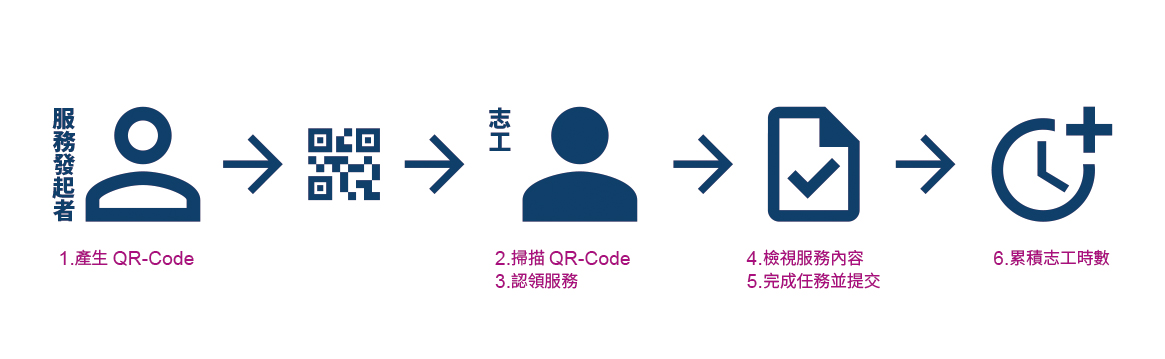 服務發起者
志工
1.產生 QR-Code
2.掃描 QR-Code
3.認領服務
4.檢視服務內容
5.完成任務並提交
6.累積志工時數